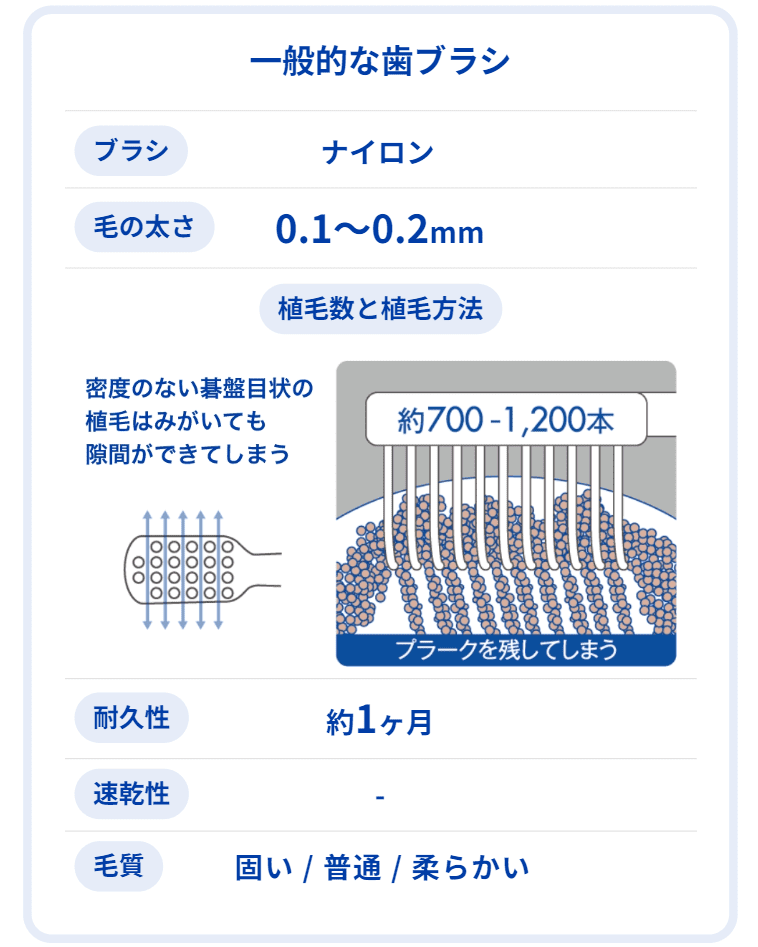 一般的な歯ブラシ
ブラシ
ナイロン
毛の太さ
0.1〜0.2mm
植毛数と植毛方法
密度のない碁盤目状の
植毛はみがいても
隙間ができてしまう
約700-1,200本
プラークを残してしまう
耐久性
約1ヶ月
速乾性
-
毛質
固い / 普通 / 柔らかい